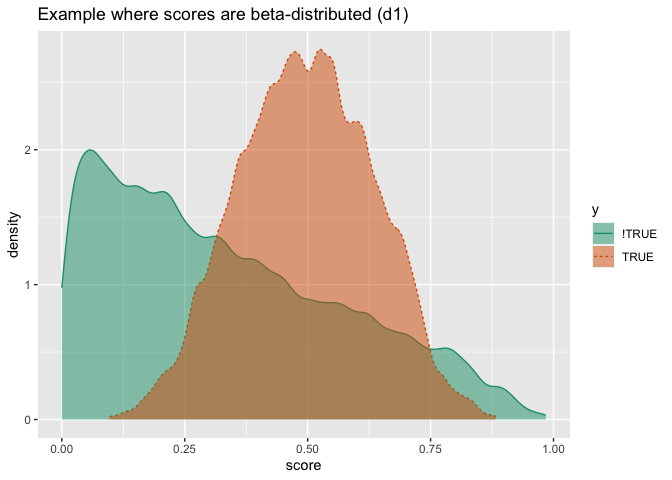 Example where scores are beta-distributed (d1)
density
2
1
0
0.00 0.25 0.50 0.75 1.00
score
y
!TRUE
TRUE